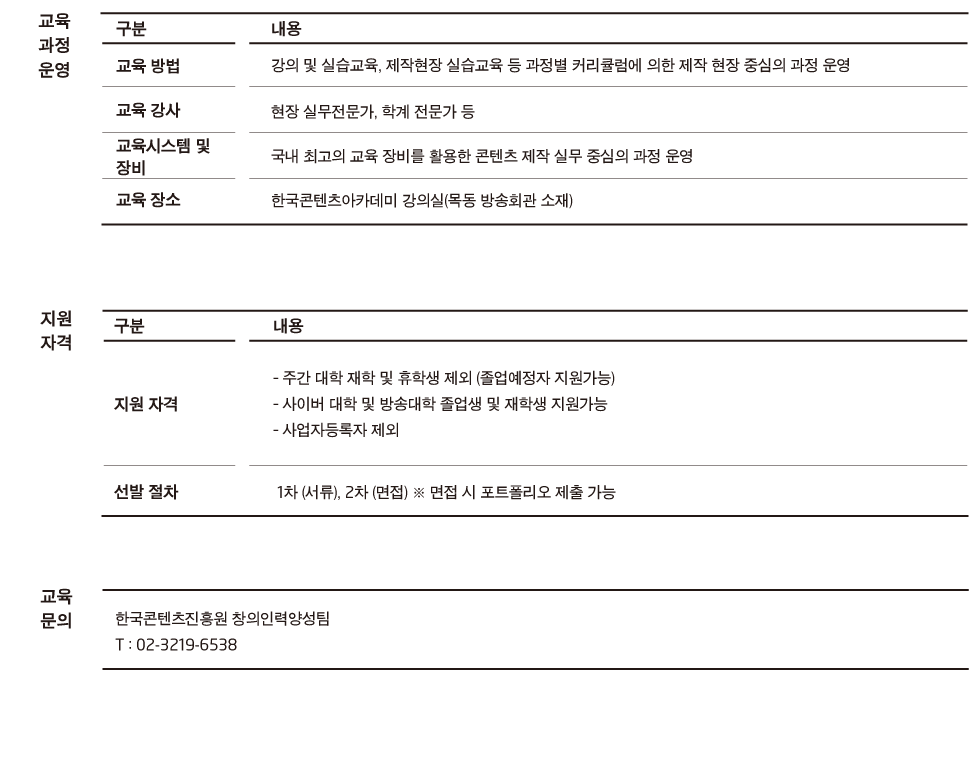 교육
과정
운영
구분 내용
교육 방법 강의 및 실습교육, 제작현장 실습교육 등 과정별 커리큘럼에 의한 제작 현장 중심의 과정 운영
교육 강사 현장 실무전문가, 학계 전문가 등
교육시스템 및
장비
국내 최고의 교육 장비를 활용한 콘텐츠 제작 실무 중심의 과정 운영
교육 장소 한국콘텐츠아카데미 강의실(목동 방송회관 소재)
지원
자격
구분 내용
지원 자격
- 주간 대학 재학 및 휴학생 제외 (졸업예정자 지원가능)
- 사이버 대학 및 방송대학 졸업생 및 재학생 지원가능
- 사업자등록자 제외
선발 절차 1차 (서류), 2차 (면접) ※ 면접 시 포트폴리오 제출 가능
교육
문의
한국콘텐츠진흥원 창의인력양성팀
T : 02-3219-6538